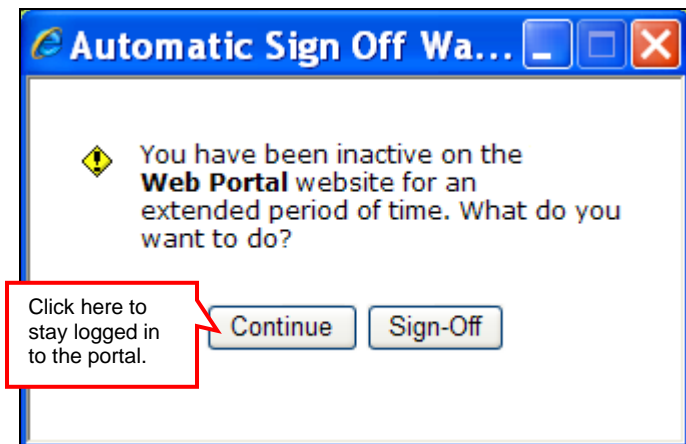 Automatic Sign Off Wa...
You have been inactive on the
Web Portal website for an
extended period of time. What do you
want to do?
Click here to
stay logged in
to the portal.
Continue
Sign-Off